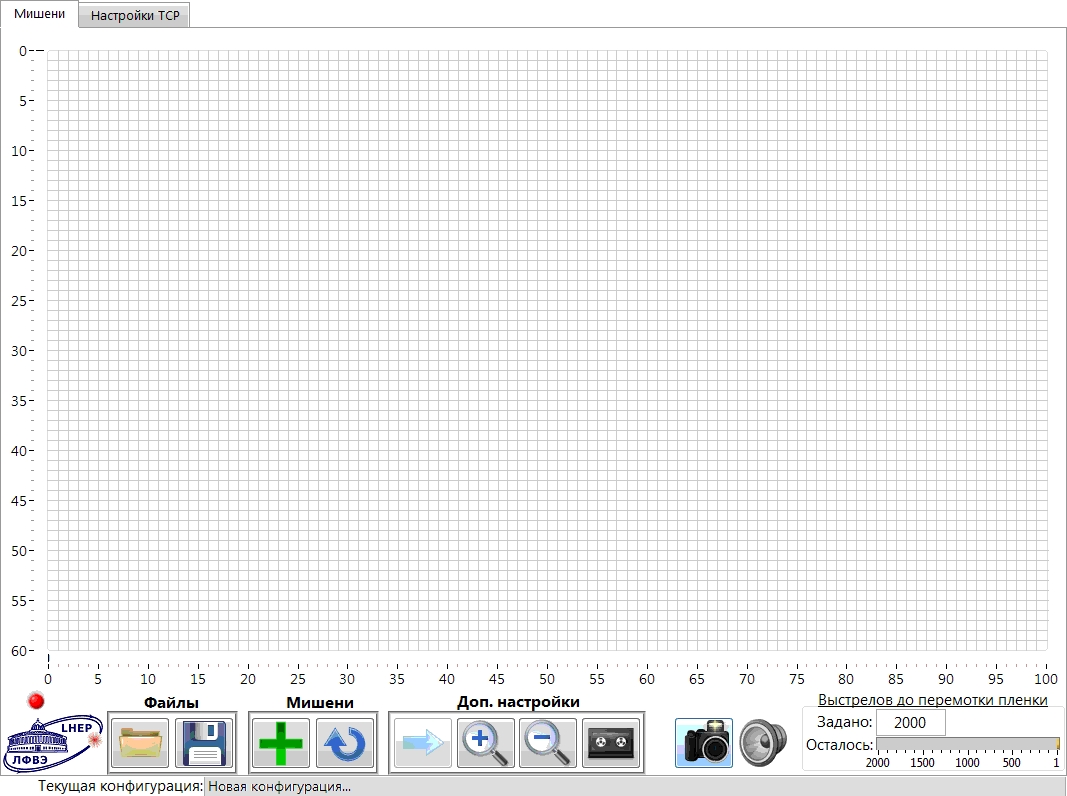 Мишени Настройки TCP
0
5
10
15
20
25
30
35
40
45
50
55
60
0 5 10 15 20 25 30 35 40 45 50 55 60 65 70 75 80 85 90 95 100
Файлы Мишени Доп. настройки Выстрелов до перемотки пленки
LHEP
ЛФВЭ
Задано: 2000
Осталось:
2000 1500 1000 500 1
Текущая конфигурация: Новая конфигурация...